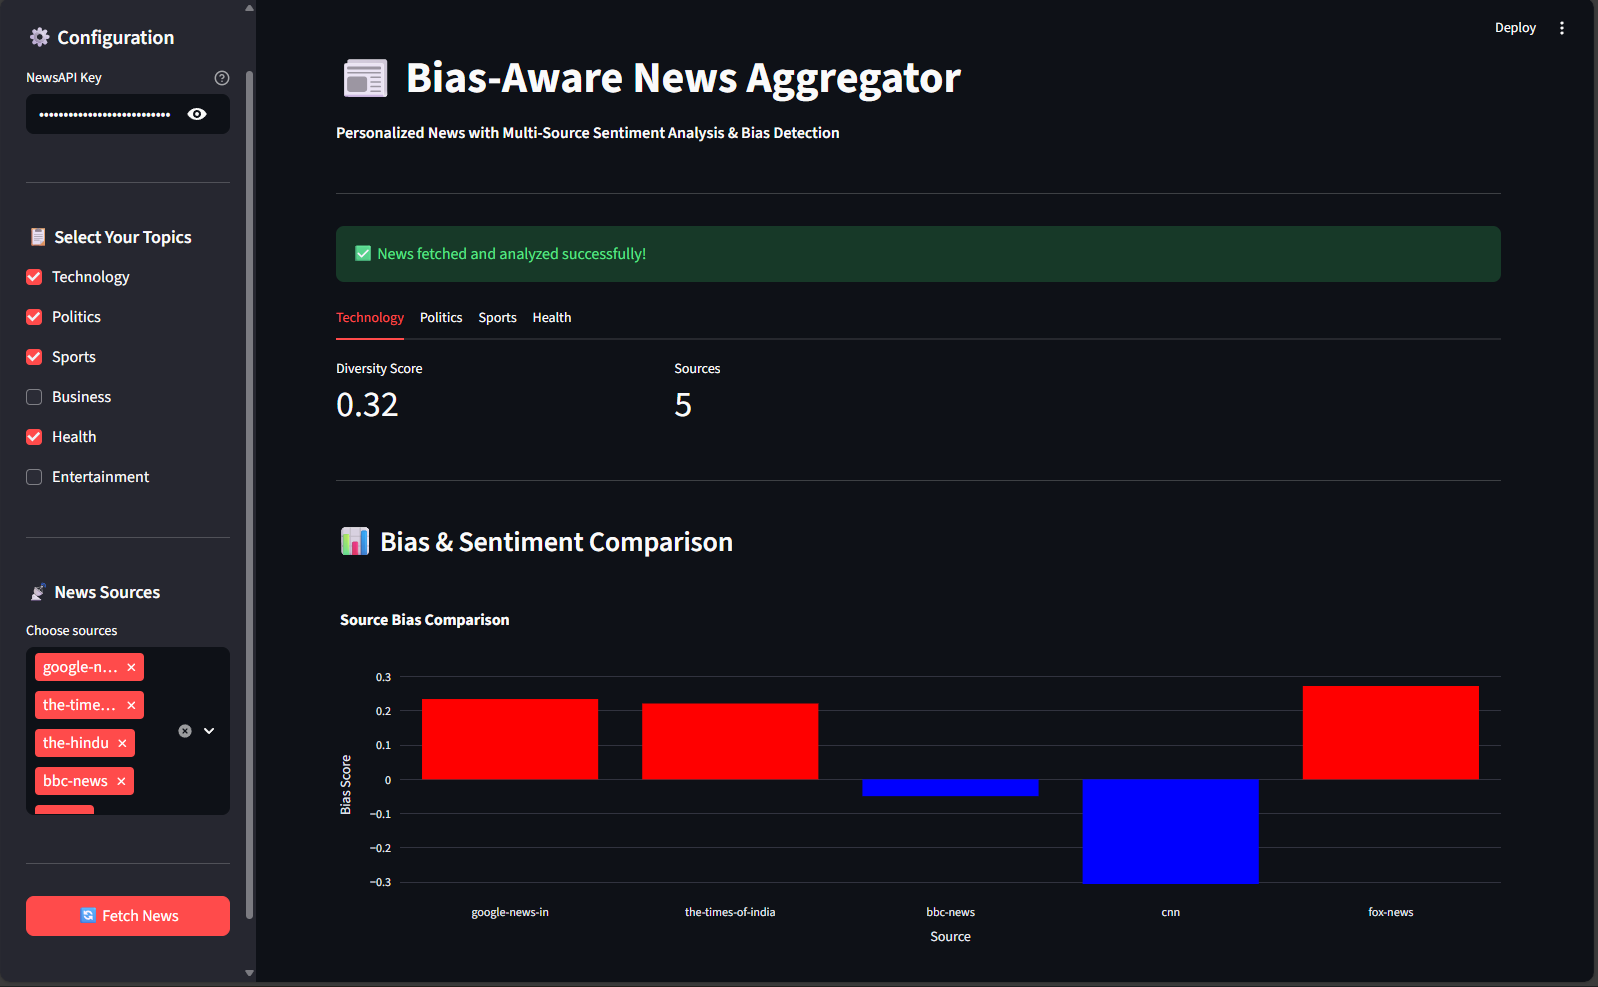 Configuration
NewsAPI Key
Select Your Topics
Technology
Politics
Sports
Business
Health
Entertainment
News Sources
Choose sources
google-n... ×
the-time... ×
the-hindu ×
bbc-news ×
Fetch News
Deploy
Bias-Aware News Aggregator
Personalized News with Multi-Source Sentiment Analysis & Bias Detection
News fetched and analyzed successfully!
Technology Politics Sports Health
Diversity Score Sources
0.32 5
Bias & Sentiment Comparison
Source Bias Comparison
Bias Score
0.3
0.2
0.1
0
−0.1
−0.2
−0.3
google-news-in the-times-of-india bbc-news cnn fox-news
Source